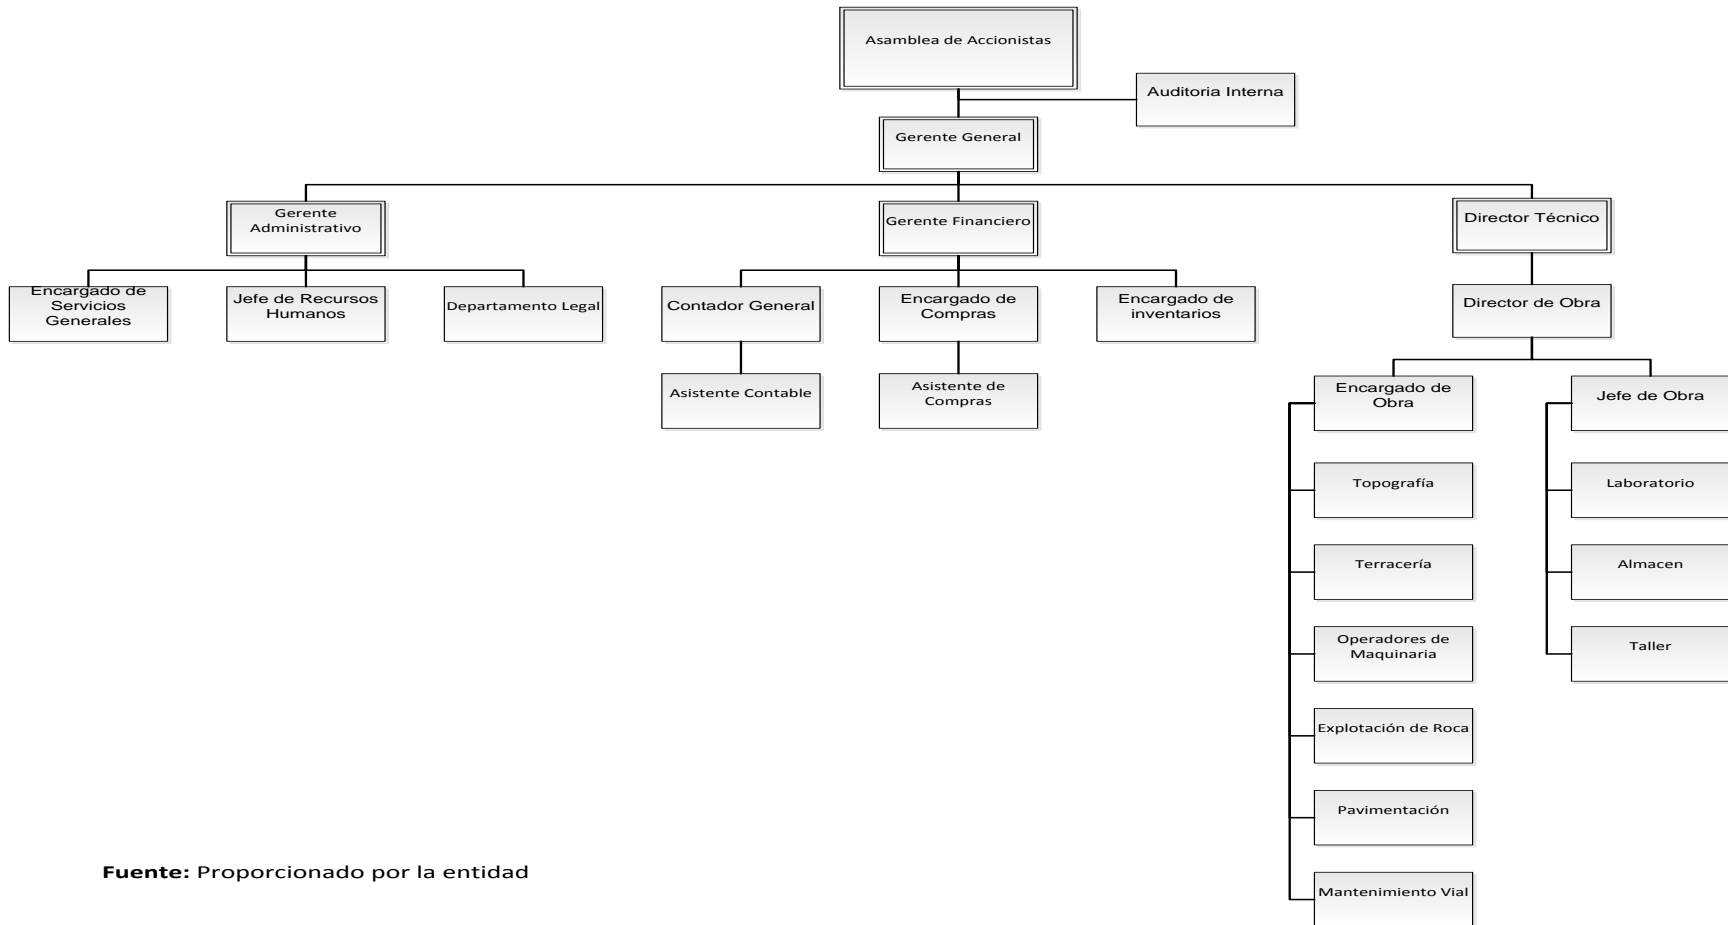 Asamblea de Accionistas
Auditoria Interna
Gerente General
Gerente
Administrativo
Gerente Financiero
Director Técnico
Encargado de
Servicios
Generales
Jefe de Recursos
Humanos
Departamento Legal
Contador General
Encargado de
Compras
Encargado de
inventarios
Director de Obra
Asistente Contable
Asistente de
Compras
Encargado de
Obra
Jefe de Obra
Topografía
Laboratorio
Terracería
Almacen
Operadores de
Maquinaria
Taller
Explotación de Roca
Pavimentación
Mantenimiento Vial
Fuente: Proporcionado por la entidad